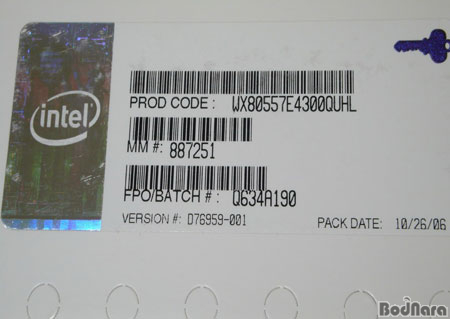 intel
PROD CODE : WX80557E4300QUHL
MM #: 887251
FPO/BATCH # : Q634A190
VERSION #: D76959-001
PACK DATE: 10/26/06
BodNara